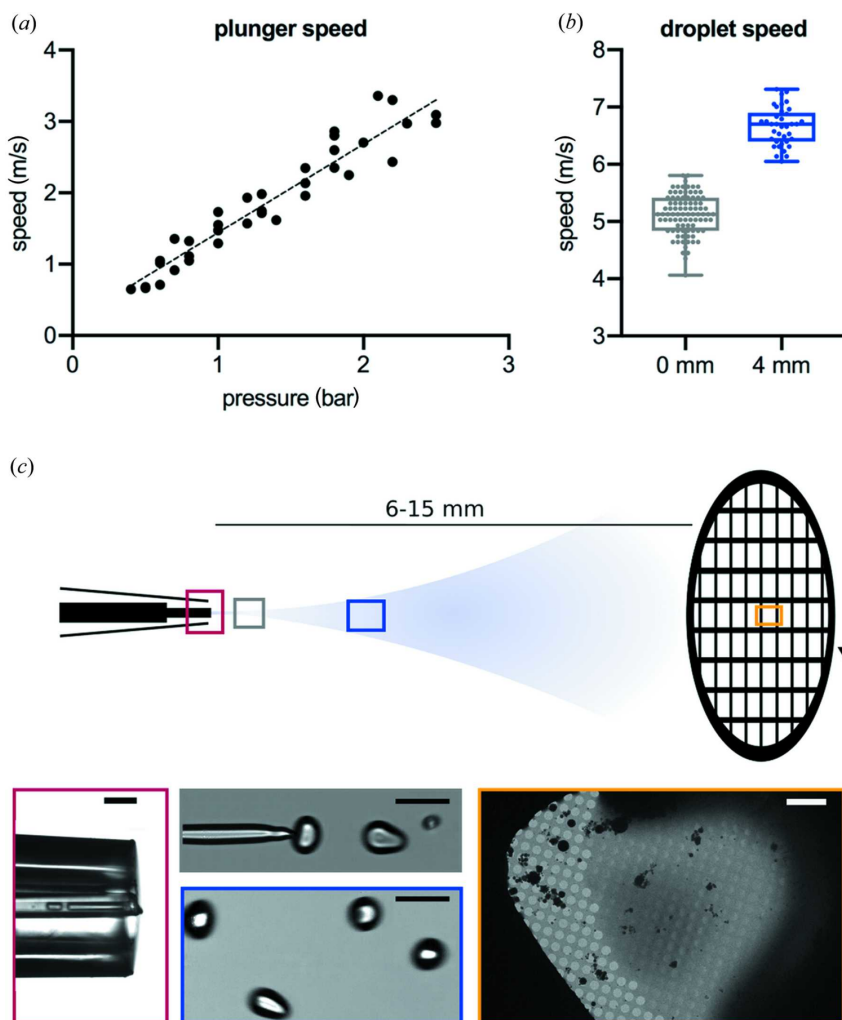 (a)
plunger speed
4
3
2
1
0
speed (m/s)
0
1
2
3
pressure (bar)
(b)
droplet speed
8
7
6
5
4
3
speed (m/s)
0 mm
4 mm
(c)
6-15 mm